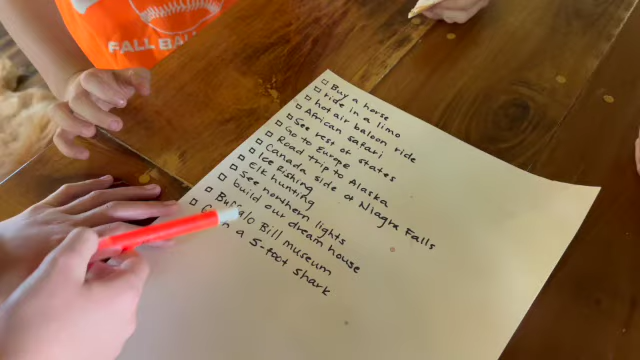 FALL BA
Buy a horse
ride in a limo
hot air baloon ride
African safari
See rest of states
Go to Europe
Road trip to Alaska
Canada side of Niagra Falls
Ice fishing
Elk hunting
See northern lights
build our dream house
Buffalo Bill museum
a 5-foot shark